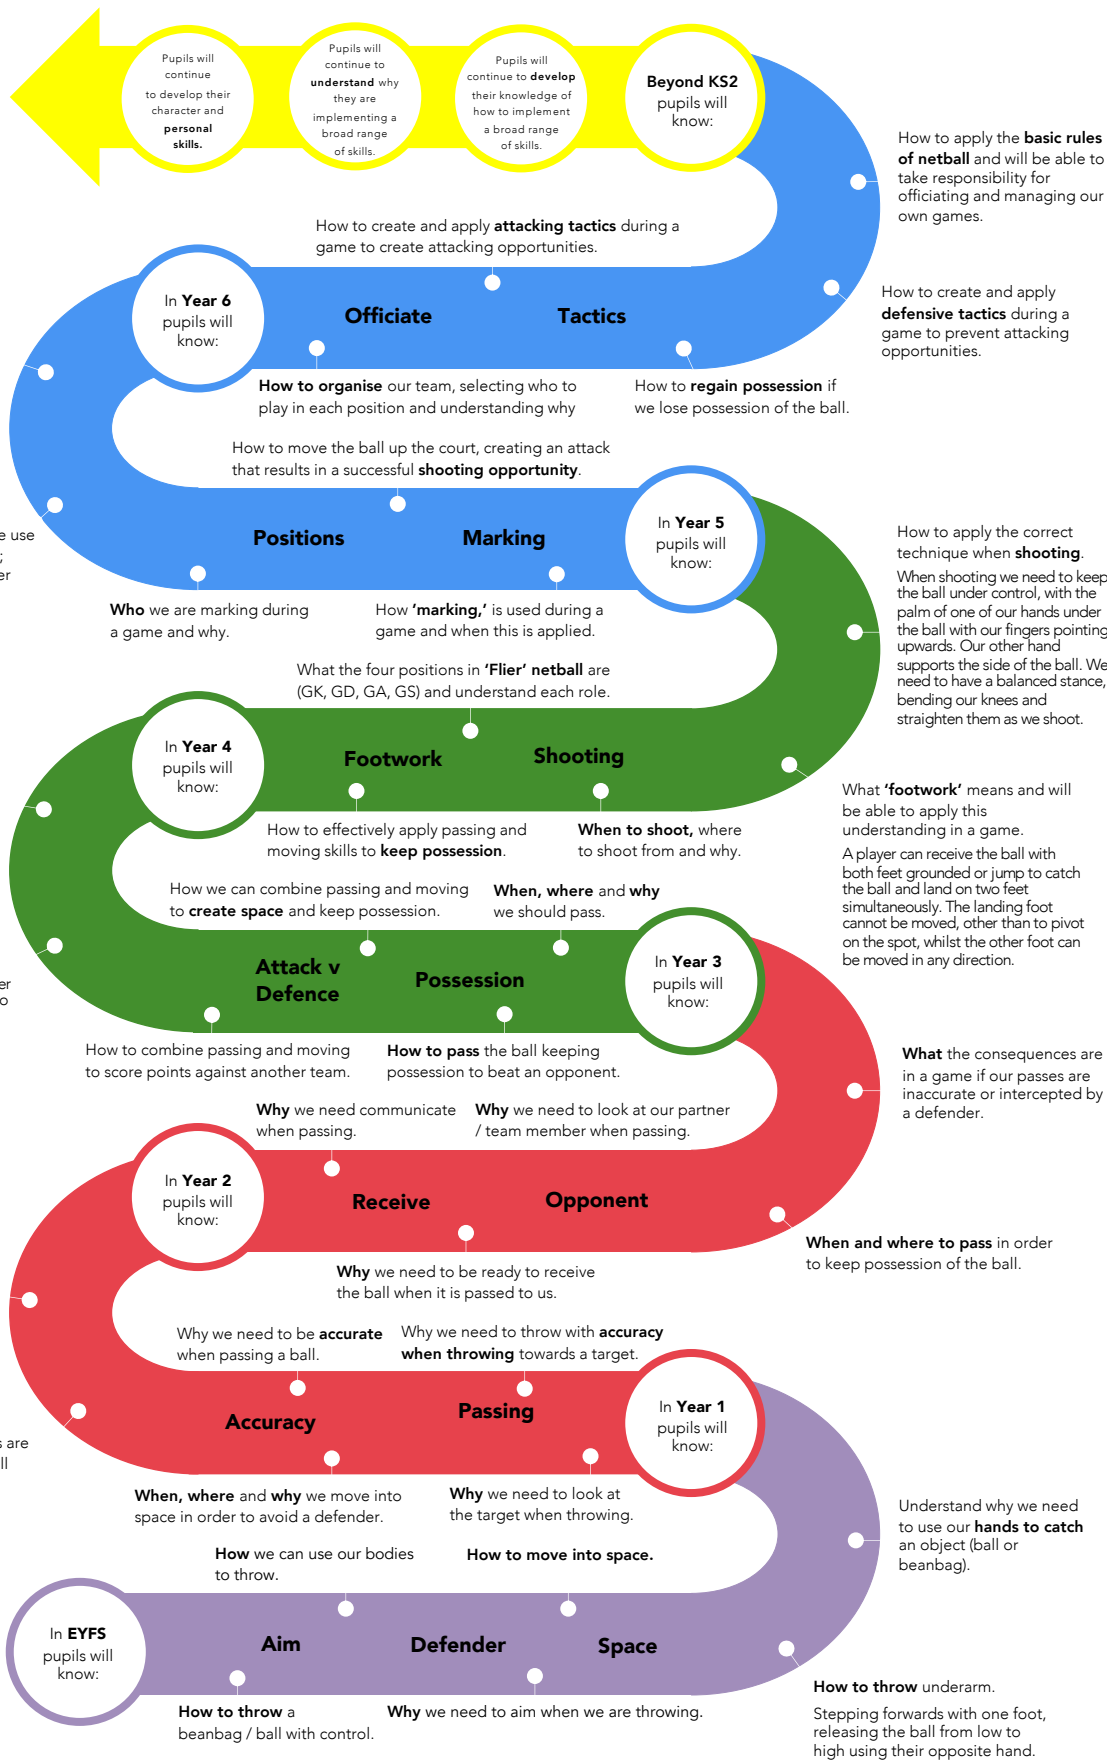 Pupils will
continue
to develop their
character and
personal
skills.
Pupils will
continue to
understand why
they are
implementing a
broad range
of skills.
Pupils will
continue to develop
their knowledge of
how to implement
a broad range
of skills.
Beyond KS2
pupils will
know:
How to apply the basic rules
of netball and will be able to
take responsibility for
officiating and managing our
own games.
How to create and apply attacking tactics during a
game to create attacking opportunities.
How to create and apply
defensive tactics during a
game to prevent attacking
opportunities.
In Year 6
pupils will
know:
Officiate
Tactics
How to organise our team, selecting who to
play in each position and understanding why
How to regain possession if
we lose possession of the ball.
How to move the ball up the court, creating an attack
that results in a successful shooting opportunity.
use
;
er
Positions
Marking
In Year 5
pupils will
know:
How to apply the correct
technique when shooting.
When shooting we need to keep
the ball under control, with the
palm of one of our hands under
the ball with our fingers pointing
upwards. Our other hand
supports the side of the ball. We
need to have a balanced stance,
bending our knees and
straighten them as we shoot.
Who we are marking during
a game and why.
How ‘marking,’ is used during a
game and when this is applied.
What the four positions in ‘Flier’ netball are
(GK, GD, GA, GS) and understand each role.
In Year 4
pupils will
know:
Footwork
Shooting
What ‘footwork’ means and will
be able to apply this
understanding in a game.
A player can receive the ball with
both feet grounded or jump to catch
the ball and land on two feet
simultaneously. The landing foot
cannot be moved, other than to pivot
on the spot, whilst the other foot can
be moved in any direction.
How to effectively apply passing and
moving skills to keep possession.
When to shoot, where
to shoot from and why.
How we can combine passing and moving
to create space and keep possession.
When, where and why
we should pass.
er
o
Attack v
Defence
Possession
In Year 3
pupils will
know:
How to combine passing and moving
to score points against another team.
How to pass the ball keeping
possession to beat an opponent.
What the consequences are
in a game if our passes are
inaccurate or intercepted by
a defender.
Why we need communicate
when passing.
Why we need to look at our partner
/ team member when passing.
In Year 2
pupils will
know:
Receive
Opponent
When and where to pass in order
to keep possession of the ball.
Why we need to be ready to receive
the ball when it is passed to us.
Why we need to be accurate
when passing a ball.
Why we need to throw with accuracy
when throwing towards a target.
are
ll
Accuracy
Passing
In Year 1
pupils will
know:
When, where and why we move into
space in order to avoid a defender.
Why we need to look at
the target when throwing.
Understand why we need
to use our hands to catch
an object (ball or
beanbag).
How we can use our bodies
to throw.
How to move into space.
In EYFS
pupils will
know:
Aim
Defender
Space
How to throw a
beanbag / ball with control.
Why we need to aim when we are throwing.
How to throw underarm.
Stepping forwards with one foot,
releasing the ball from low to
high using their opposite hand.